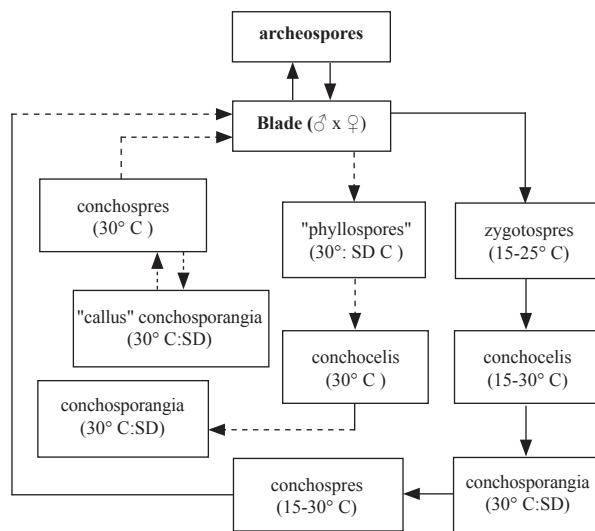 archeospores
Blade (♂ x ♀)
conchospres
(30° C )
"phyllospores"
(30°: SD C )
zygotospres
(15-25° C)
"callus" conchosporangia
(30° C:SD)
conchocelis
(30° C )
conchocelis
(15-30° C)
conchosporangia
(30° C:SD)
conchospres
(15-30° C)
conchosporangia
(30° C:SD)